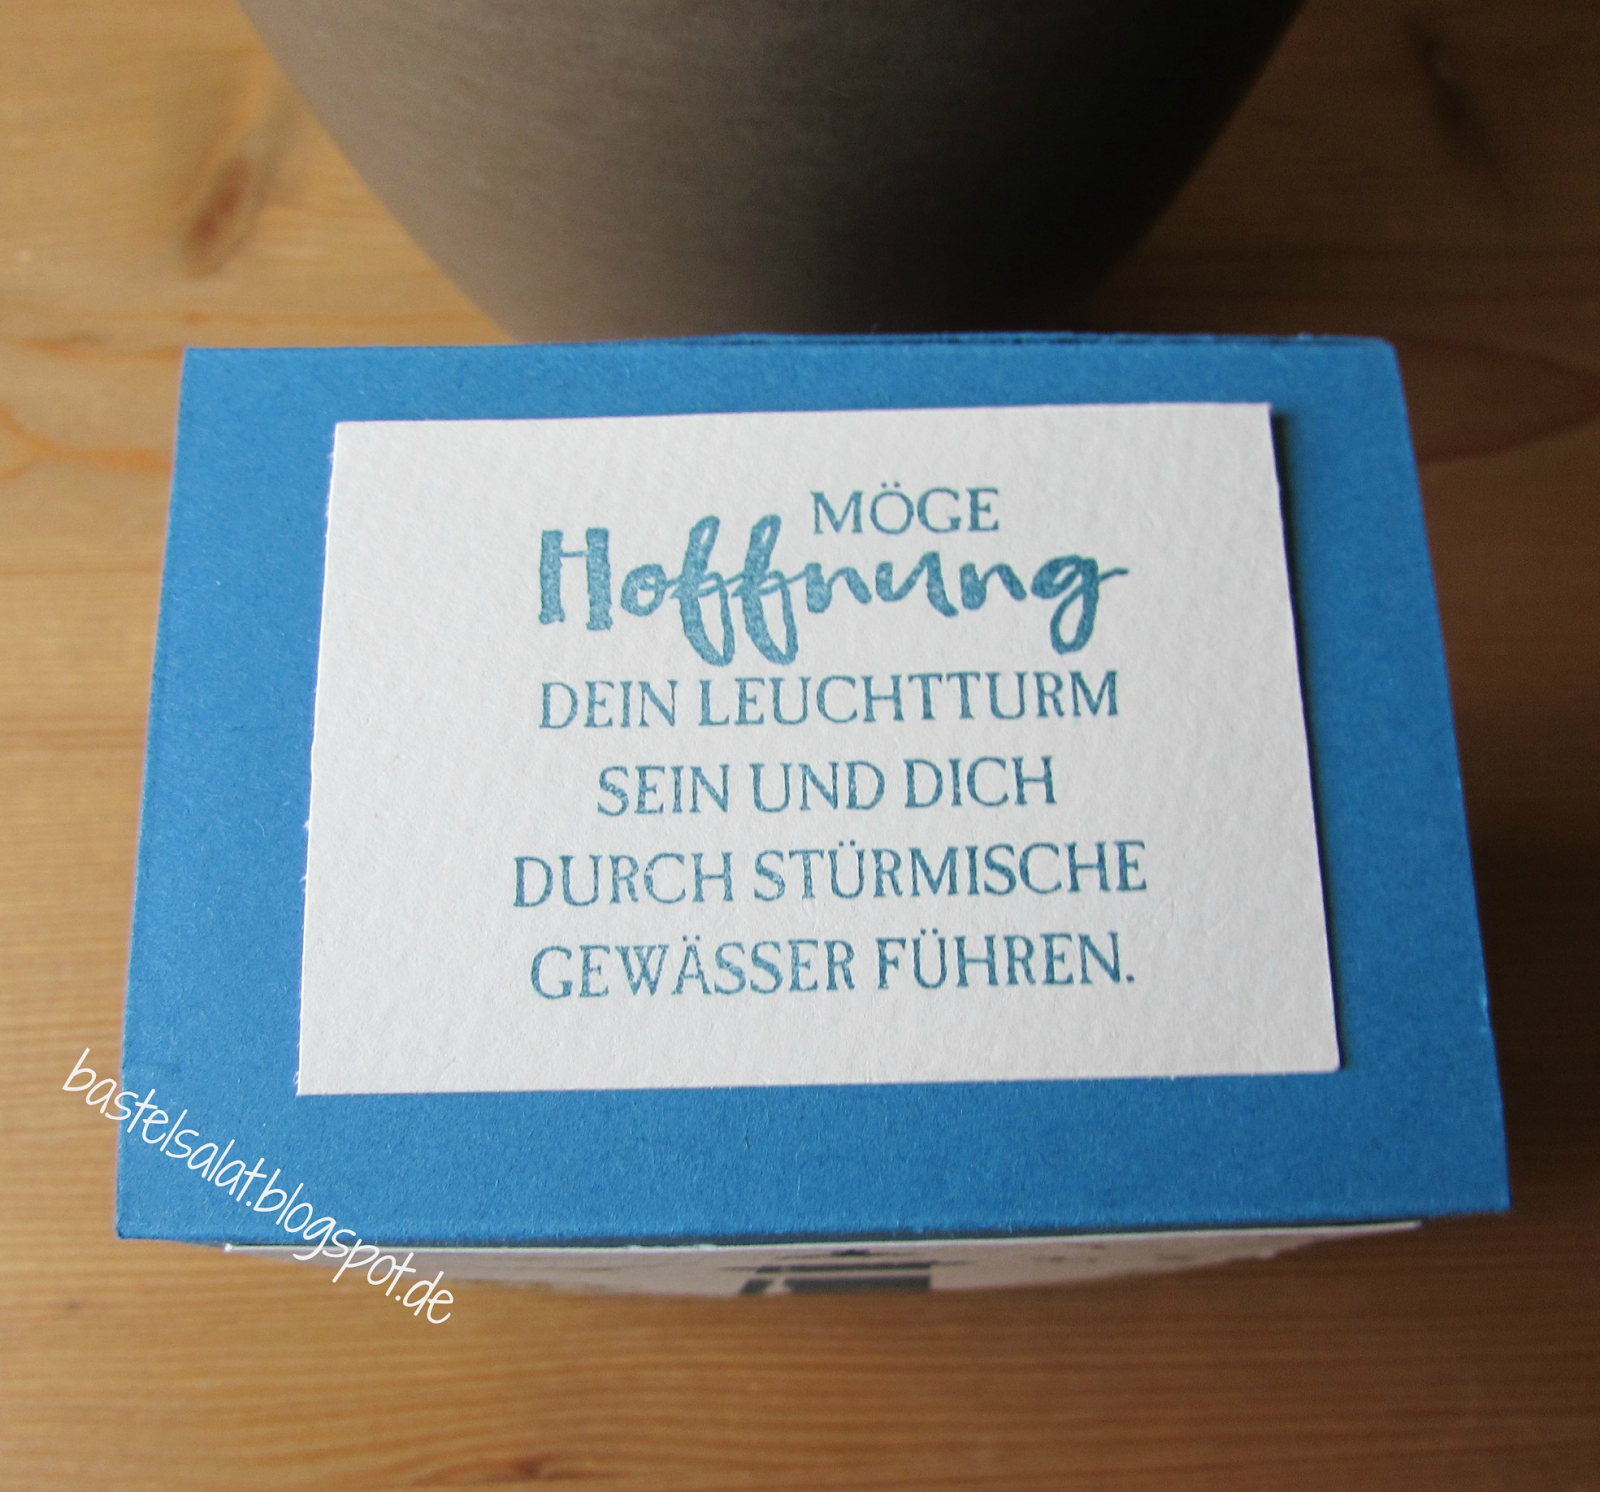 MÖGE
Hoffnung
DEIN LEUCHTTURM
SEIN UND DICH
DURCH STÜRMISCHE
GEWÄSSER FÜHREN.
bastelsalat.blogspot.de